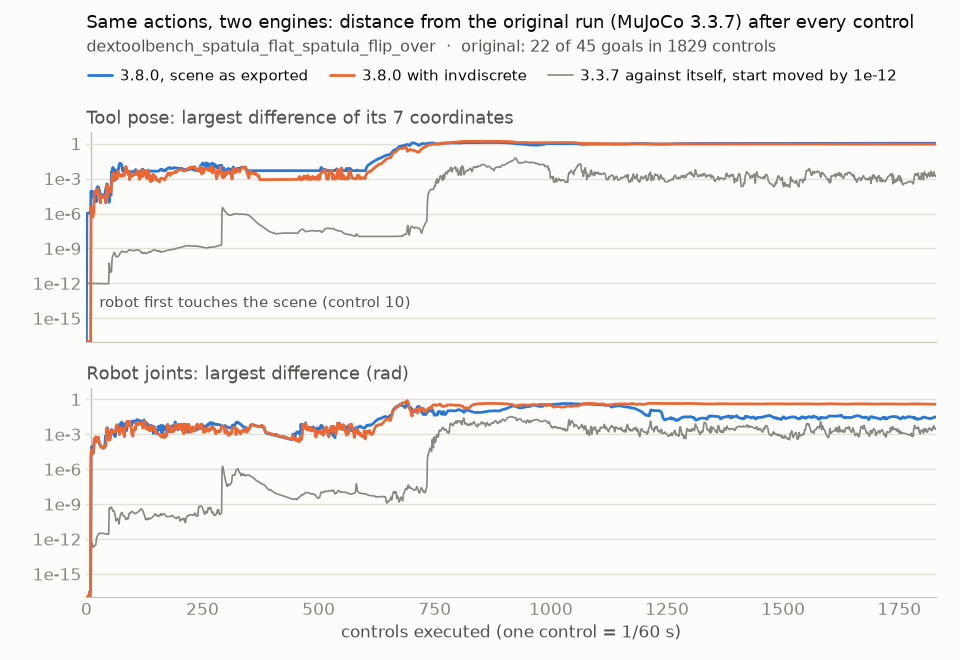 Same actions, two engines: distance from the original run (MuJoCo 3.3.7) after every control
dextoolbench_spatula_flat_spatula_flip_over · original: 22 of 45 goals in 1829 controls
3.8.0, scene as exported 3.8.0 with invdiscrete 3.3.7 against itself, start moved by 1e-12
Tool pose: largest difference of its 7 coordinates
1
1e-3
1e-6
1e-9
1e-12
robot first touches the scene (control 10)
1e-15
Robot joints: largest difference (rad)
1
1e-3
1e-6
1e-9
1e-12
1e-15
0 250 500 750 1000 1250 1500 1750
controls executed (one control = 1/60 s)